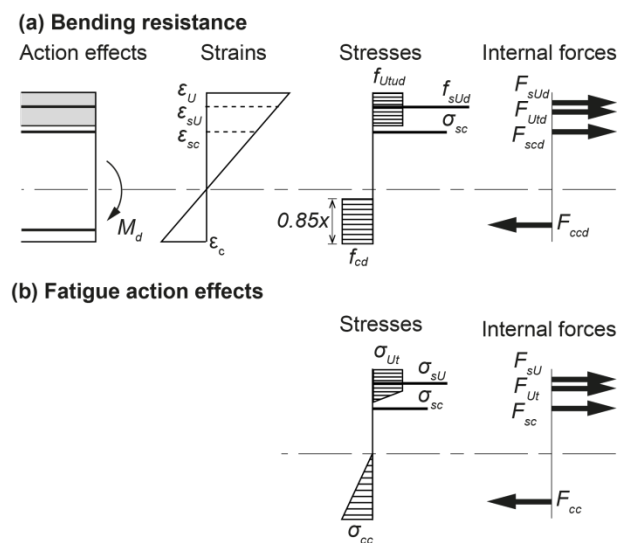 (a) Bending resistance
Action effects Strains Stresses Internal forces
ε_U
ε_sU
ε_sc
ε_c
M_d
f_Utud
f_sUd
σ_sc
0.85x
f_cd
F_sUd
F_Utd
F_scd
F_ccd
(b) Fatigue action effects
Stresses Internal forces
σ_Ut
σ_sU
σ_sc
σ_cc
F_sU
F_Ut
F_sc
F_cc